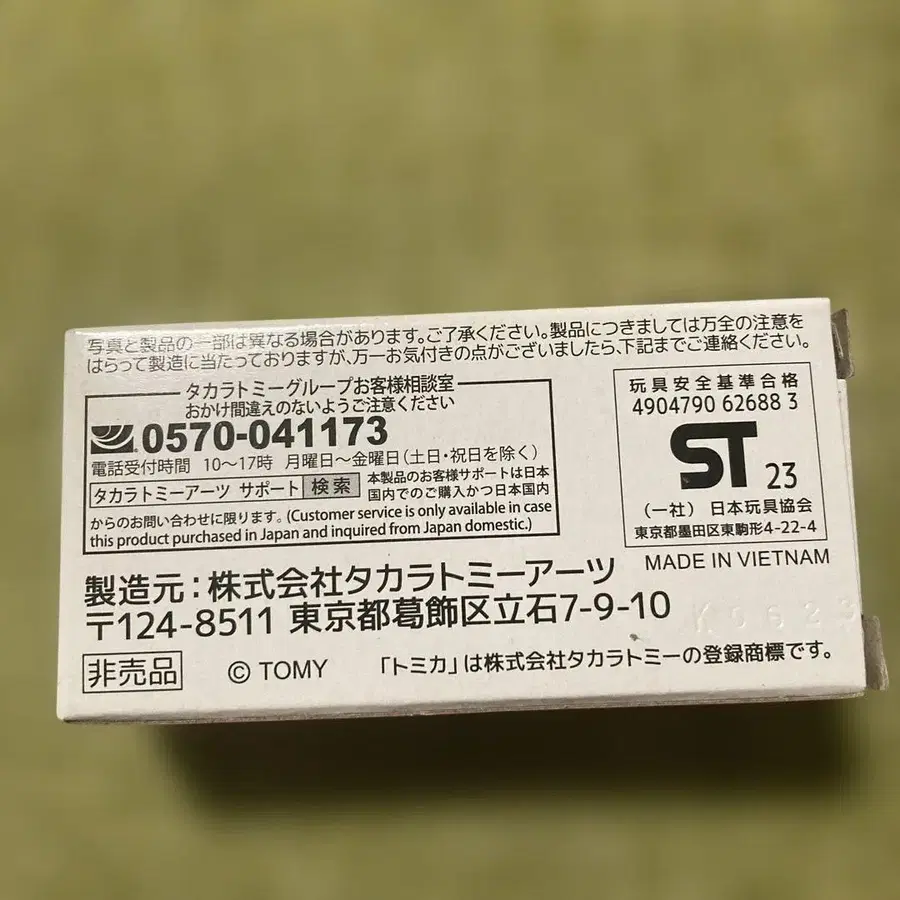 写真と製品の一部は異なる場合があります。ご了承ください。製品につきましては万全の注意を
はらって製造に当たっておりますが、万一お気付きの点がございましたら、下記までご連絡ください。
タカラトミーグループお客様相談室
おかけ間違えのないようご注意ください
0570-041173
電話受付時間 10〜17時 月曜日〜金曜日(土日・祝日を除く)
タカラトミーアーツ サポート 検索 本製品のお客様サポートは日本
国内でのご購入かつ日本国内
からのお問い合わせに限ります。(Customer service is only available in case
this product purchased in Japan and inquired from Japan domestic.)
玩具安全基準合格
4904790 62688 3
ST 23
(一社) 日本玩具協会
東京都墨田区東駒形4-22-4
MADE IN VIETNAM
製造元:株式会社タカラトミーアーツ
〒124-8511 東京都葛飾区立石7-9-10
非売品 © TOMY 「トミカ」は株式会社タカラトミーの登録商標です。